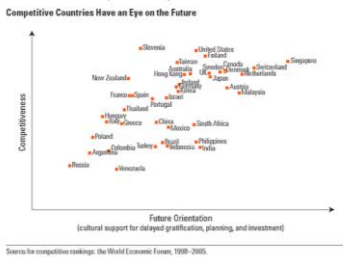 Competitive Countries Have an Eye on the Future
Slovenia
United States
Finland
Taiwan
Singapore
Australia
Sweden Canada
Switzerland
Hong Kong
UK Denmark
Netherlands
New Zealand
Japan
Ireland
Germany
Austria
Malaysia
France Spain
Israel
Portugal
Thailand
Hungary
Italy Greece
China
South Africa
Mexico
Poland
Brazil
Philippines
Colombia Turkey
Indonesia India
Argentina
Russia
Venezuela
Competitiveness
Future Orientation
(cultural support for delayed gratification, planning, and investment)
Source for competitive rankings: the World Economic Forum, 1998–2005.